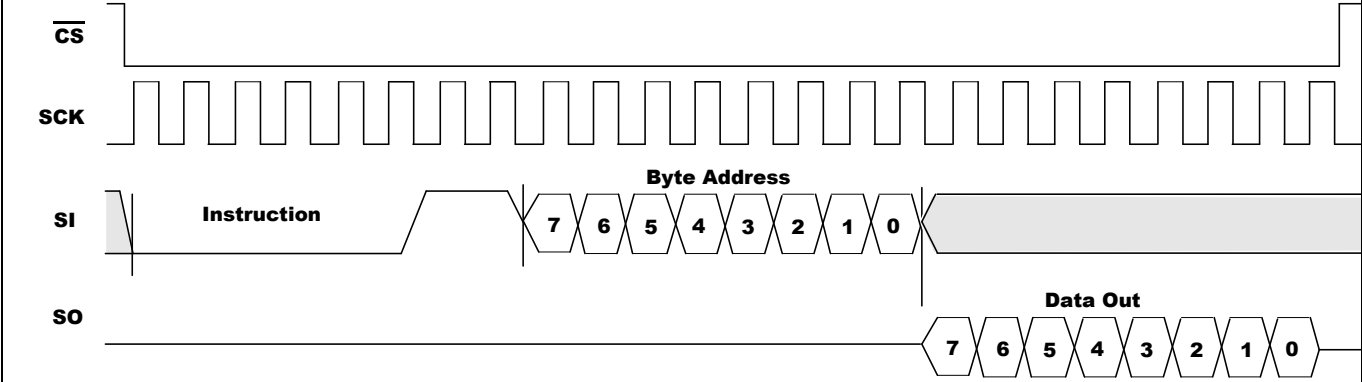 CS
SCK
Byte Address
SI
Instruction
7 6 5 4 3 2 1 0
Data Out
SO
7 6 5 4 3 2 1 0